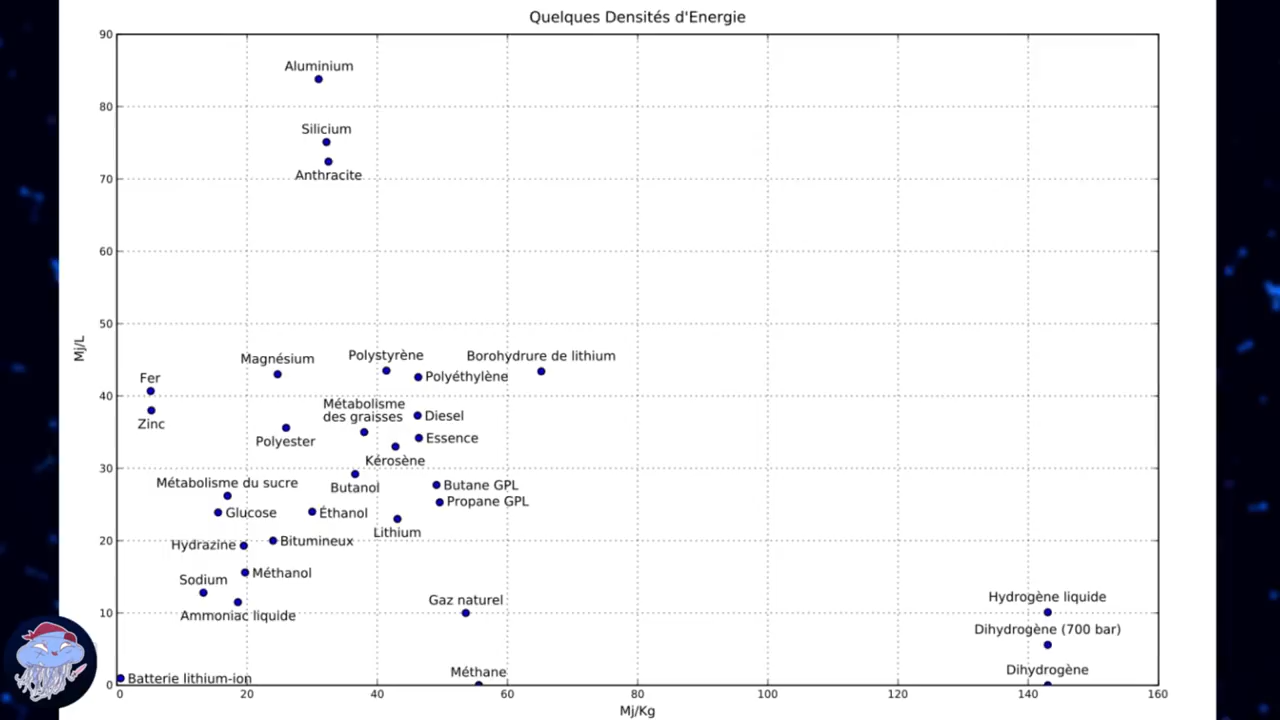 Quelques Densités d'Energie
90
Aluminium
80
Silicium
Anthracite
70
60
50
Mj/L
Magnésium
Polystyrène
Borohydrure de lithium
Fer
Polyéthylène
40
Zinc
Métabolisme
des graisses
Diesel
Polyester
Essence
Kérosène
30
Métabolisme du sucre
Butanol
Butane GPL
Propane GPL
Glucose
Éthanol
Lithium
20
Hydrazine
Bitumineux
Sodium
Méthanol
Ammoniac liquide
Gaz naturel
Hydrogène liquide
10
Dihydrogène (700 bar)
Méthane
Dihydrogène
Batterie lithium-ion
0 20 40 60 80 100 120 140 160
Mj/Kg